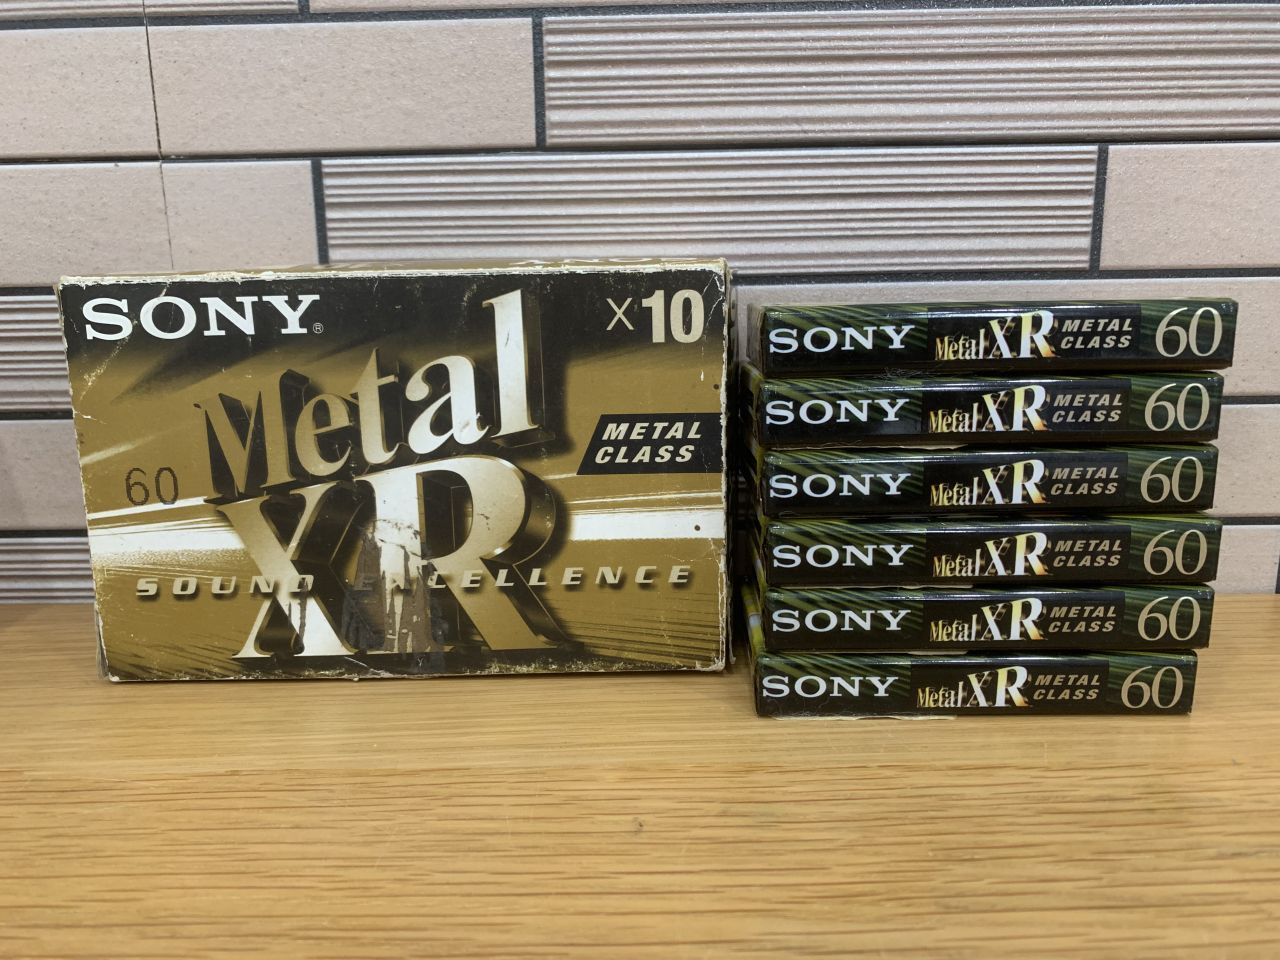 SONY®
X10
Metal
METAL
CLASS
60
XR
SOUND EXCELLENCE
SONY Metal XR METAL CLASS 60
SONY Metal XR METAL CLASS 60
SONY Metal XR METAL CLASS 60
SONY Metal XR METAL CLASS 60
SONY Metal XR METAL CLASS 60
SONY Metal XR METAL CLASS 60